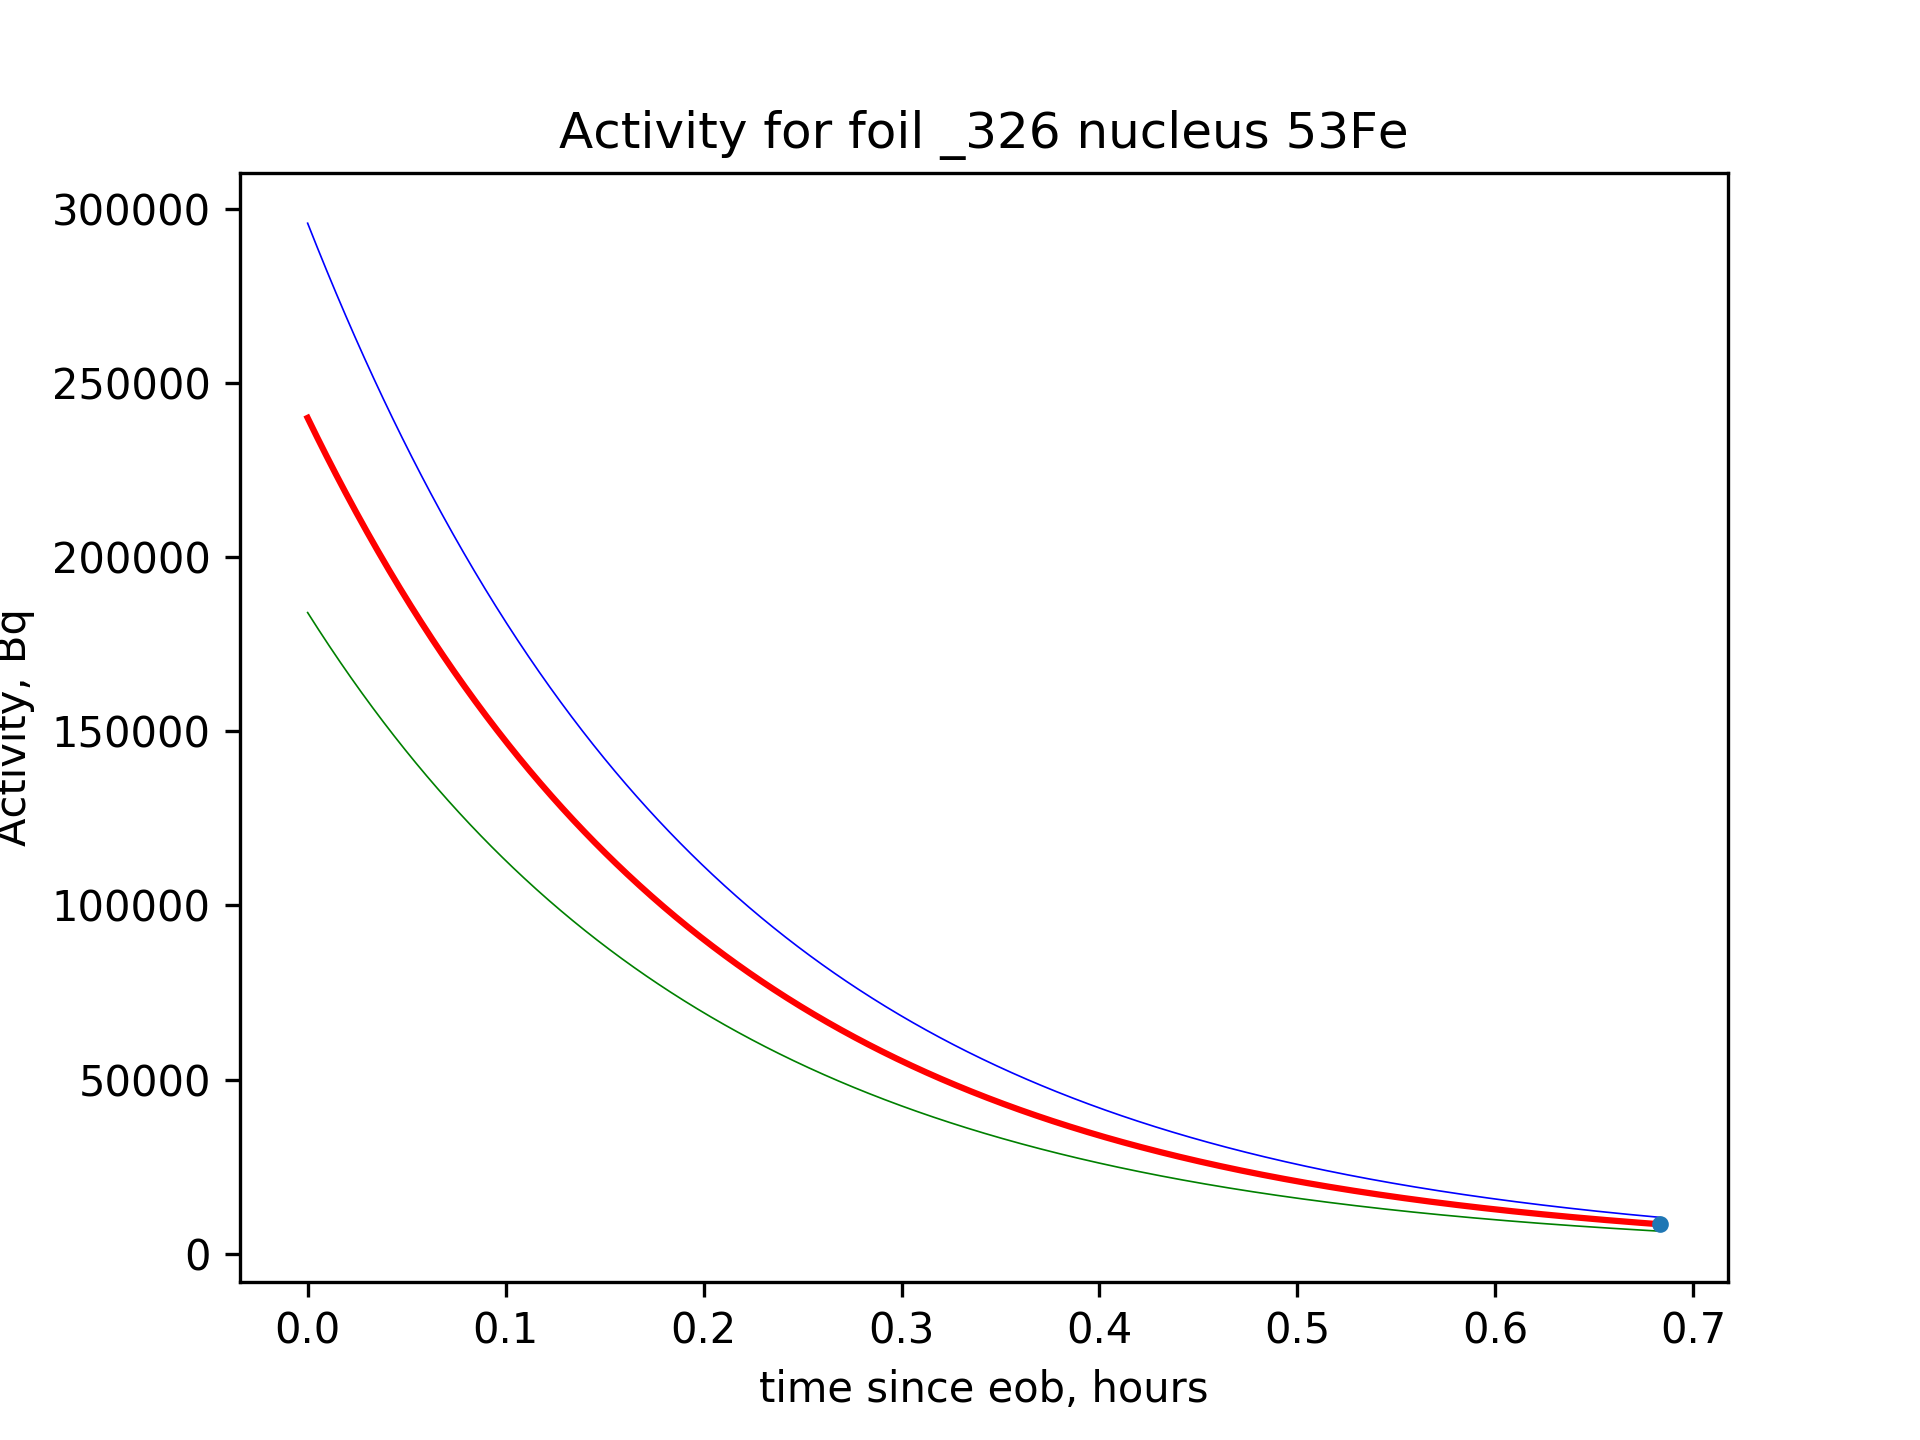 Activity for foil _326 nucleus 53Fe
Activity, Bq
300000
250000
200000
150000
100000
50000
0
0.0 0.1 0.2 0.3 0.4 0.5 0.6 0.7
time since eob, hours